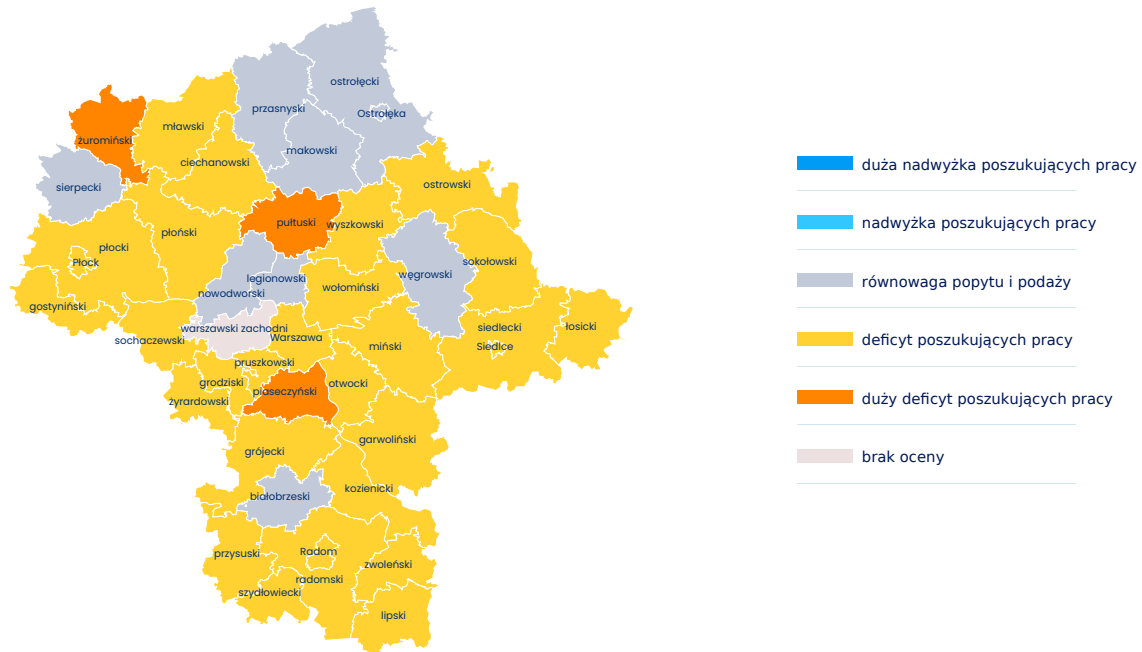 ostrołęcki
przasnyski
Ostrołęka
mławski
żuromiński
makowski
ciechanowski
sierpecki
ostrowski
pułtuski
wyszkowski
płoński
płocki
Płock
sokołowski
węgrowski
legionowski
wołomiński
nowodworski
gostyniński
warszawski zachodni
siedlecki
łosicki
Warszawa
sochaczewski
miński
Siedlce
pruszkowski
grodziski
otwocki
piaseczyński
żyrardowski
garwoliński
grójecki
kozienicki
białobrzeski
Radom
przysuski
zwoleński
radomski
szydłowiecki
lipski
duża nadwyżka poszukujących pracy
nadwyżka poszukujących pracy
równowaga popytu i podaży
deficyt poszukujących pracy
duży deficyt poszukujących pracy
brak oceny